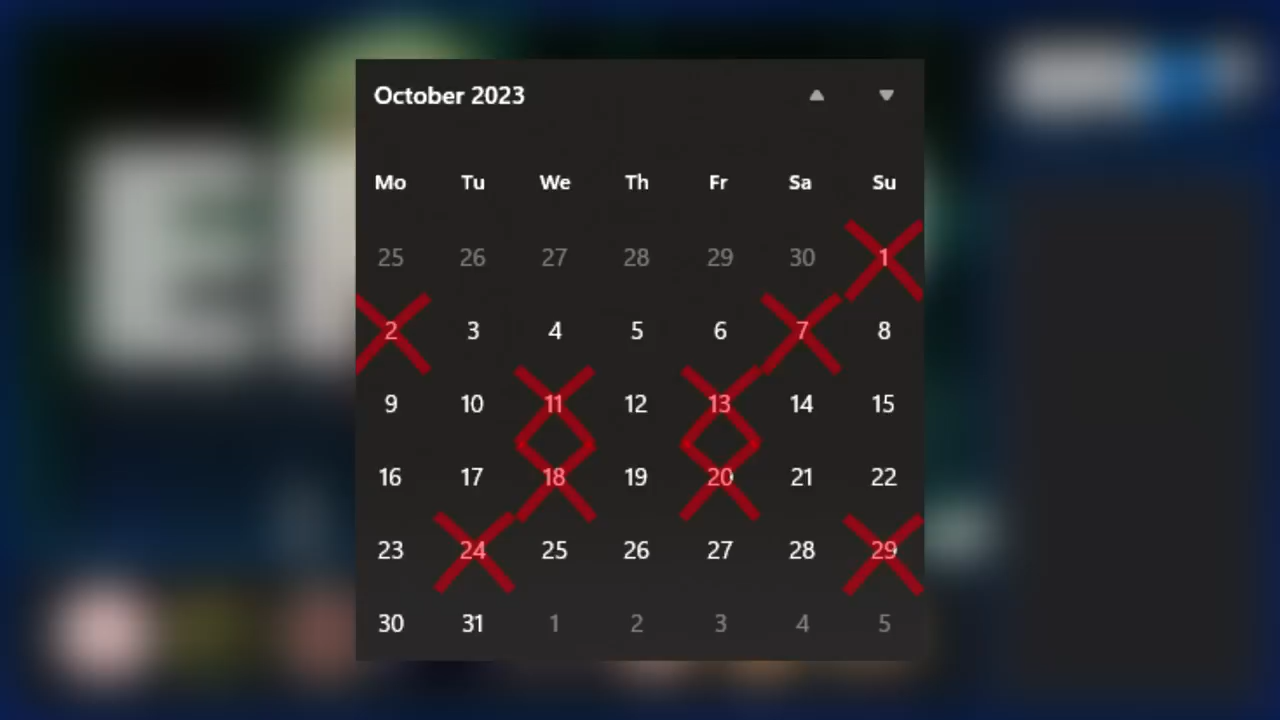 October 2023
Mo Tu We Th Fr Sa Su
25 26 27 28 29 30 1
2 3 4 5 6 7 8
9 10 11 12 13 14 15
16 17 18 19 20 21 22
23 24 25 26 27 28 29
30 31 1 2 3 4 5